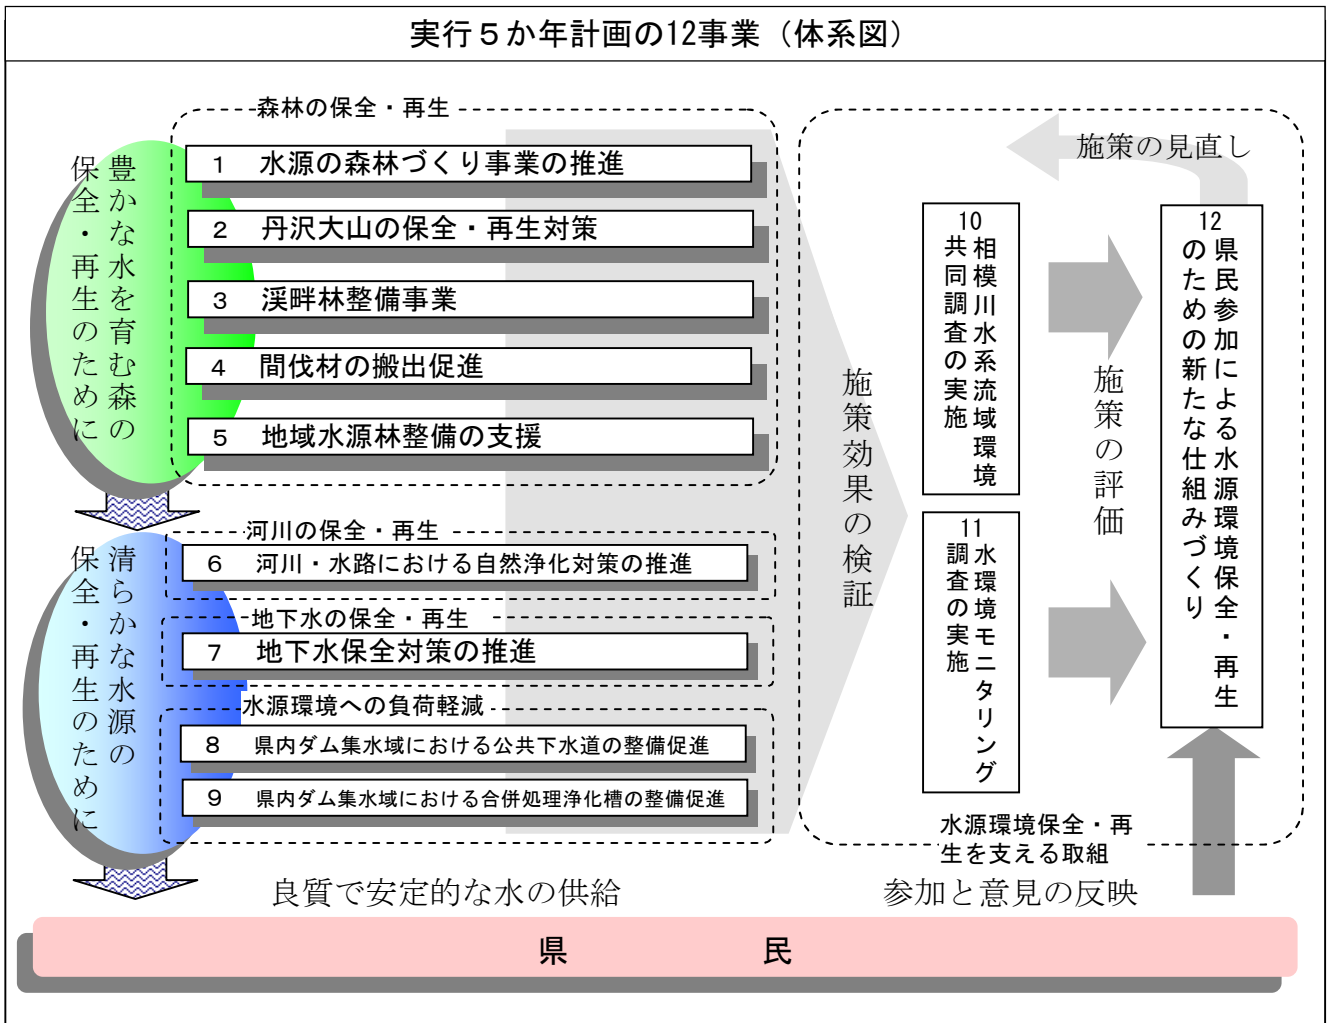 実行５か年計画の12事業（体系図）
森林の保全・再生
豊かな水を育む森の
保全・再生のために
1 水源の森林づくり事業の推進
2 丹沢大山の保全・再生対策
3 渓畔林整備事業
4 間伐材の搬出促進
5 地域水源林整備の支援
清らかな水源の
保全・再生のために
河川の保全・再生
6 河川・水路における自然浄化対策の推進
地下水の保全・再生
7 地下水保全対策の推進
水源環境への負荷軽減
8 県内ダム集水域における公共下水道の整備促進
9 県内ダム集水域における合併処理浄化槽の整備促進
施策効果の検証
10
相模川水系流域環境
共同調査の実施
11
水環境モニタリング
調査の実施
施策の評価
施策の見直し
12
県民参加による水源環境保全・再生
のための新たな仕組みづくり
水源環境保全・再
生を支える取組
良質で安定的な水の供給
参加と意見の反映
県　民